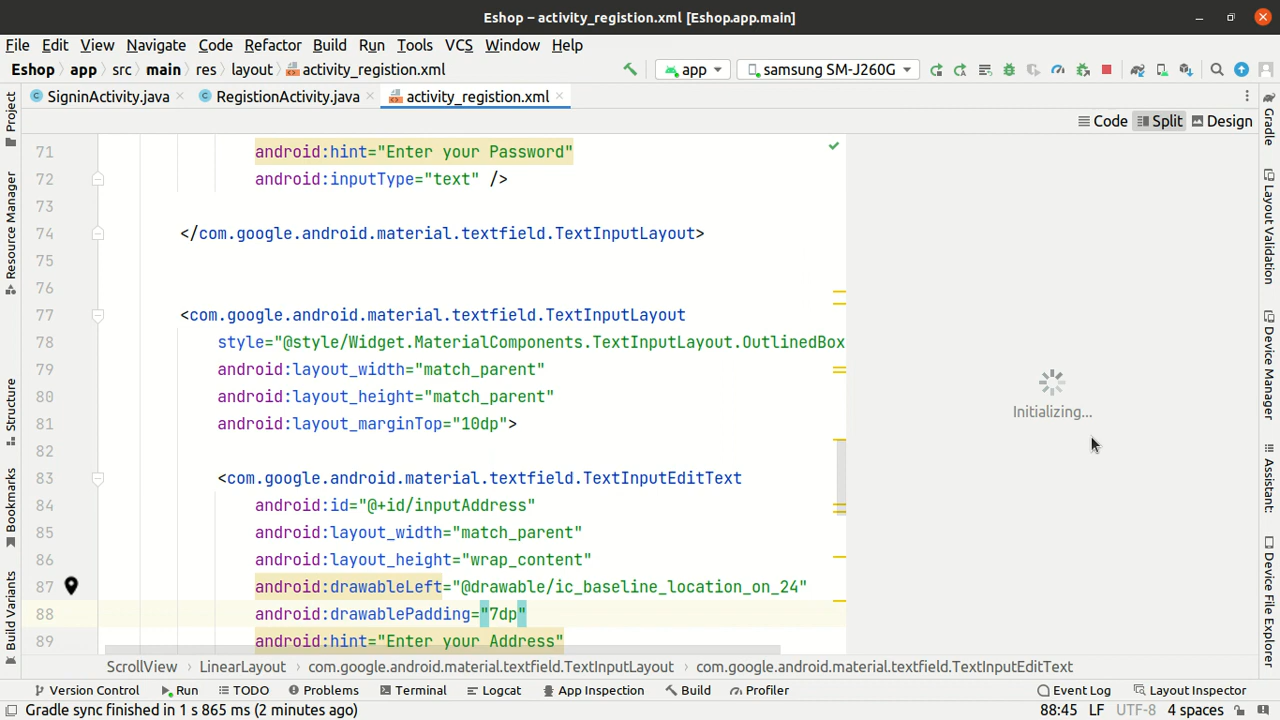 Eshop – activity_registion.xml [Eshop.app.main]
File Edit View Navigate Code Refactor Build Run Tools VCS Window Help
Eshop app src main res layout activity_registion.xml app samsung SM-J260G
SigninActivity.java RegistionActivity.java activity_registion.xml
Code Split Design
71 android:hint="Enter your Password"
72 android:inputType="text" />
73
74 </com.google.android.material.textfield.TextInputLayout>
75
76
77 <com.google.android.material.textfield.TextInputLayout
78 style="@style/Widget.MaterialComponents.TextInputLayout.OutlinedBox
79 android:layout_width="match_parent"
80 android:layout_height="match_parent"
81 android:layout_marginTop="10dp">
82
83 <com.google.android.material.textfield.TextInputEditText
84 android:id="@+id/inputAddress"
85 android:layout_width="match_parent"
86 android:layout_height="wrap_content"
87 android:drawableLeft="@drawable/ic_baseline_location_on_24"
88 android:drawablePadding="7dp"
89 android:hint="Enter your Address"
Initializing...
Project
Resource Manager
Structure
Bookmarks
Build Variants
Gradle
Layout Validation
Device Manager
Assistant:
Device File Explorer
ScrollView LinearLayout com.google.android.material.textfield.TextInputLayout com.google.android.material.textfield.TextInputEditText
Version Control Run TODO Problems Terminal Logcat App Inspection Build Profiler Event Log Layout Inspector
Gradle sync finished in 1 s 865 ms (2 minutes ago) 88:45 LF UTF-8 4 spaces